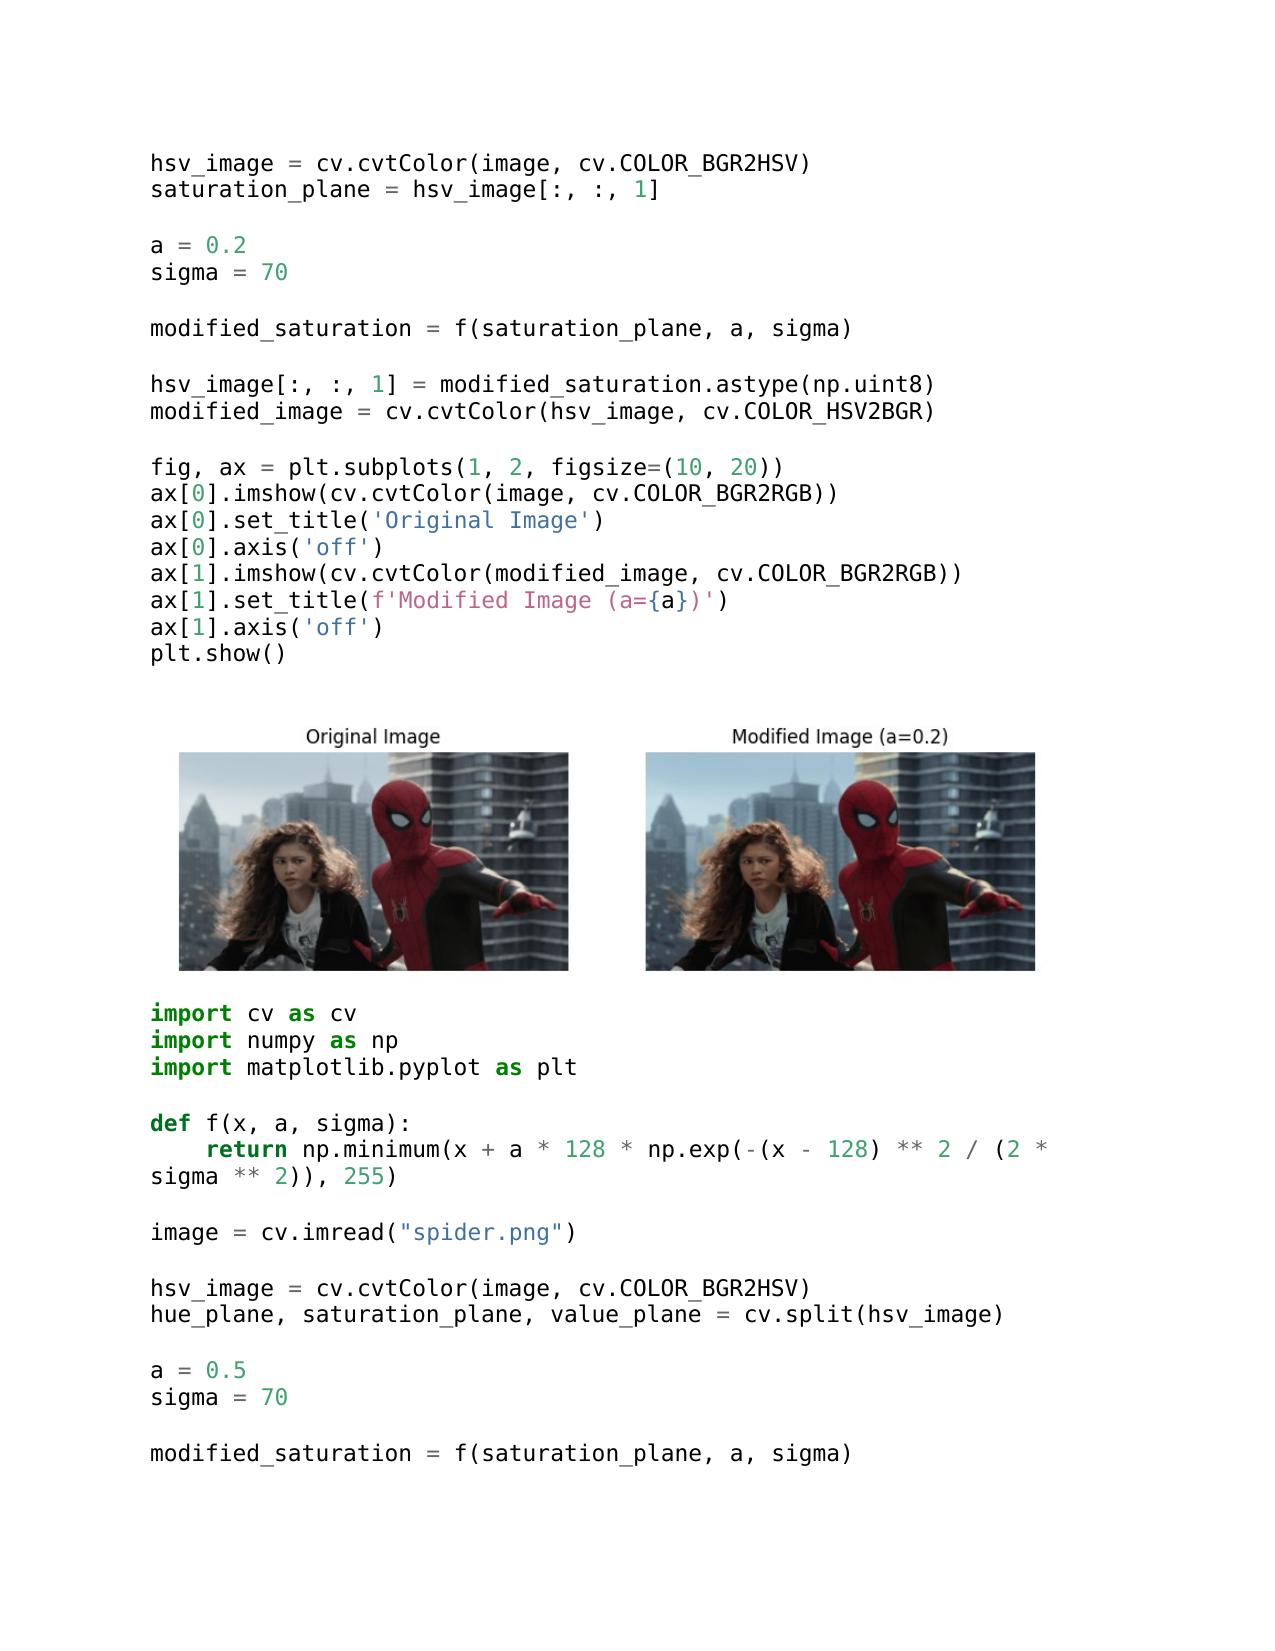 hsv_image = cv.cvtColor(image, cv.COLOR_BGR2HSV)
saturation_plane = hsv_image[:, :, 1]
a = 0.2
sigma = 70
modified_saturation = f(saturation_plane, a, sigma)
hsv_image[:, :, 1] = modified_saturation.astype(np.uint8)
modified_image = cv.cvtColor(hsv_image, cv.COLOR_HSV2BGR)
fig, ax = plt.subplots(1, 2, figsize=(10, 20))
ax[0].imshow(cv.cvtColor(image, cv.COLOR_BGR2RGB))
ax[0].set_title('Original Image')
ax[0].axis('off')
ax[1].imshow(cv.cvtColor(modified_image, cv.COLOR_BGR2RGB))
ax[1].set_title(f'Modified Image (a={a})')
ax[1].axis('off')
plt.show()
Original Image
Modified Image (a=0.2)
import cv as cv
import numpy as np
import matplotlib.pyplot as plt
def f(x, a, sigma):
    return np.minimum(x + a * 128 * np.exp(-(x - 128) ** 2 / (2 *
sigma ** 2)), 255)
image = cv.imread("spider.png")
hsv_image = cv.cvtColor(image, cv.COLOR_BGR2HSV)
hue_plane, saturation_plane, value_plane = cv.split(hsv_image)
a = 0.5
sigma = 70
modified_saturation = f(saturation_plane, a, sigma)